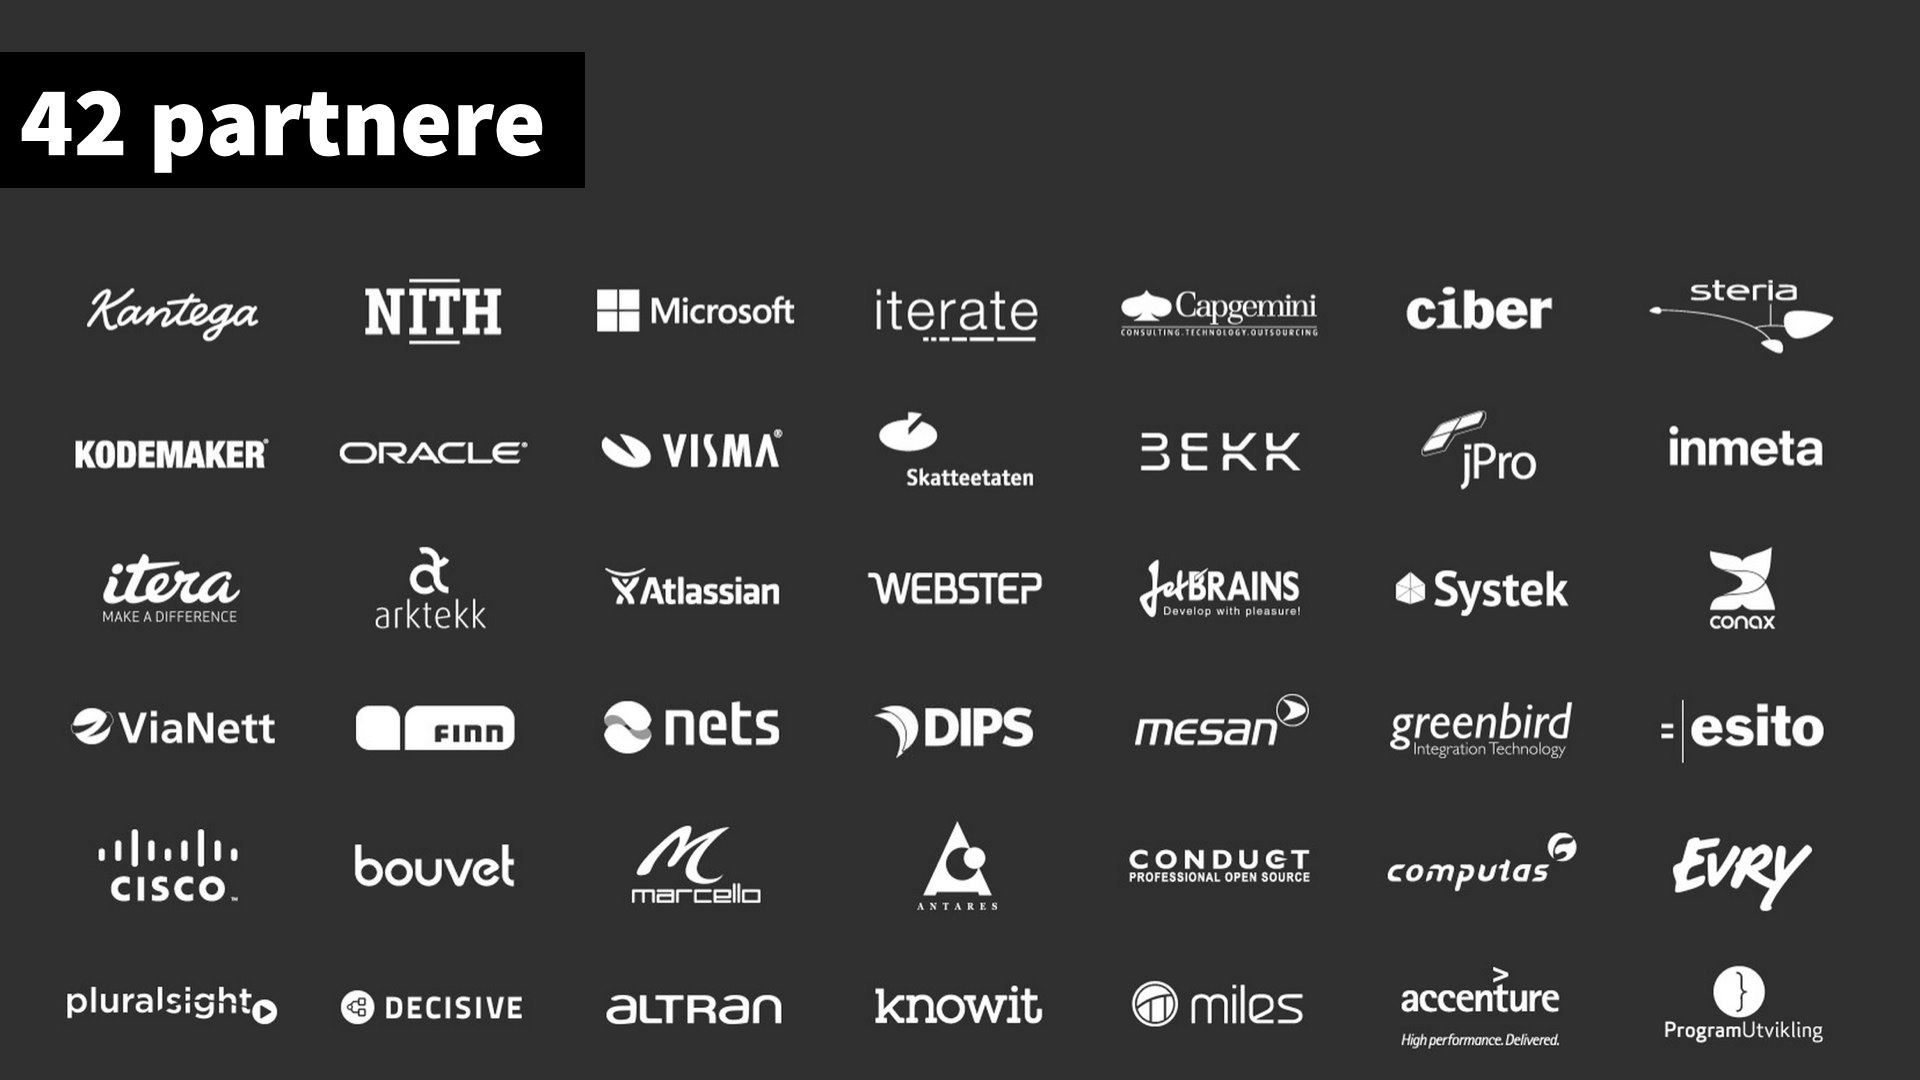 42 partnere
Kantega
NITH
Microsoft
iterate
Capgemini
CONSULTING.TECHNOLOGY.OUTSOURCING
ciber
steria
KODEMAKER®
ORACLE®
VISMA®
Skatteetaten
BEKK
jPro
inmeta
itera
MAKE A DIFFERENCE
arktekk
Atlassian
WEBSTEP
JetBRAINS
Develop with pleasure!
Systek
conax
ViaNett
FINN
nets
DIPS
mesan
greenbird
Integration Technology
esito
CISCO™
bouvet
marcello
ANTARES
CONDUCT
PROFESSIONAL OPEN SOURCE
computas
EVRY
pluralsight
DECISIVE
ALTRAN
knowit
miles
accenture
High performance. Delivered.
ProgramUtvikling